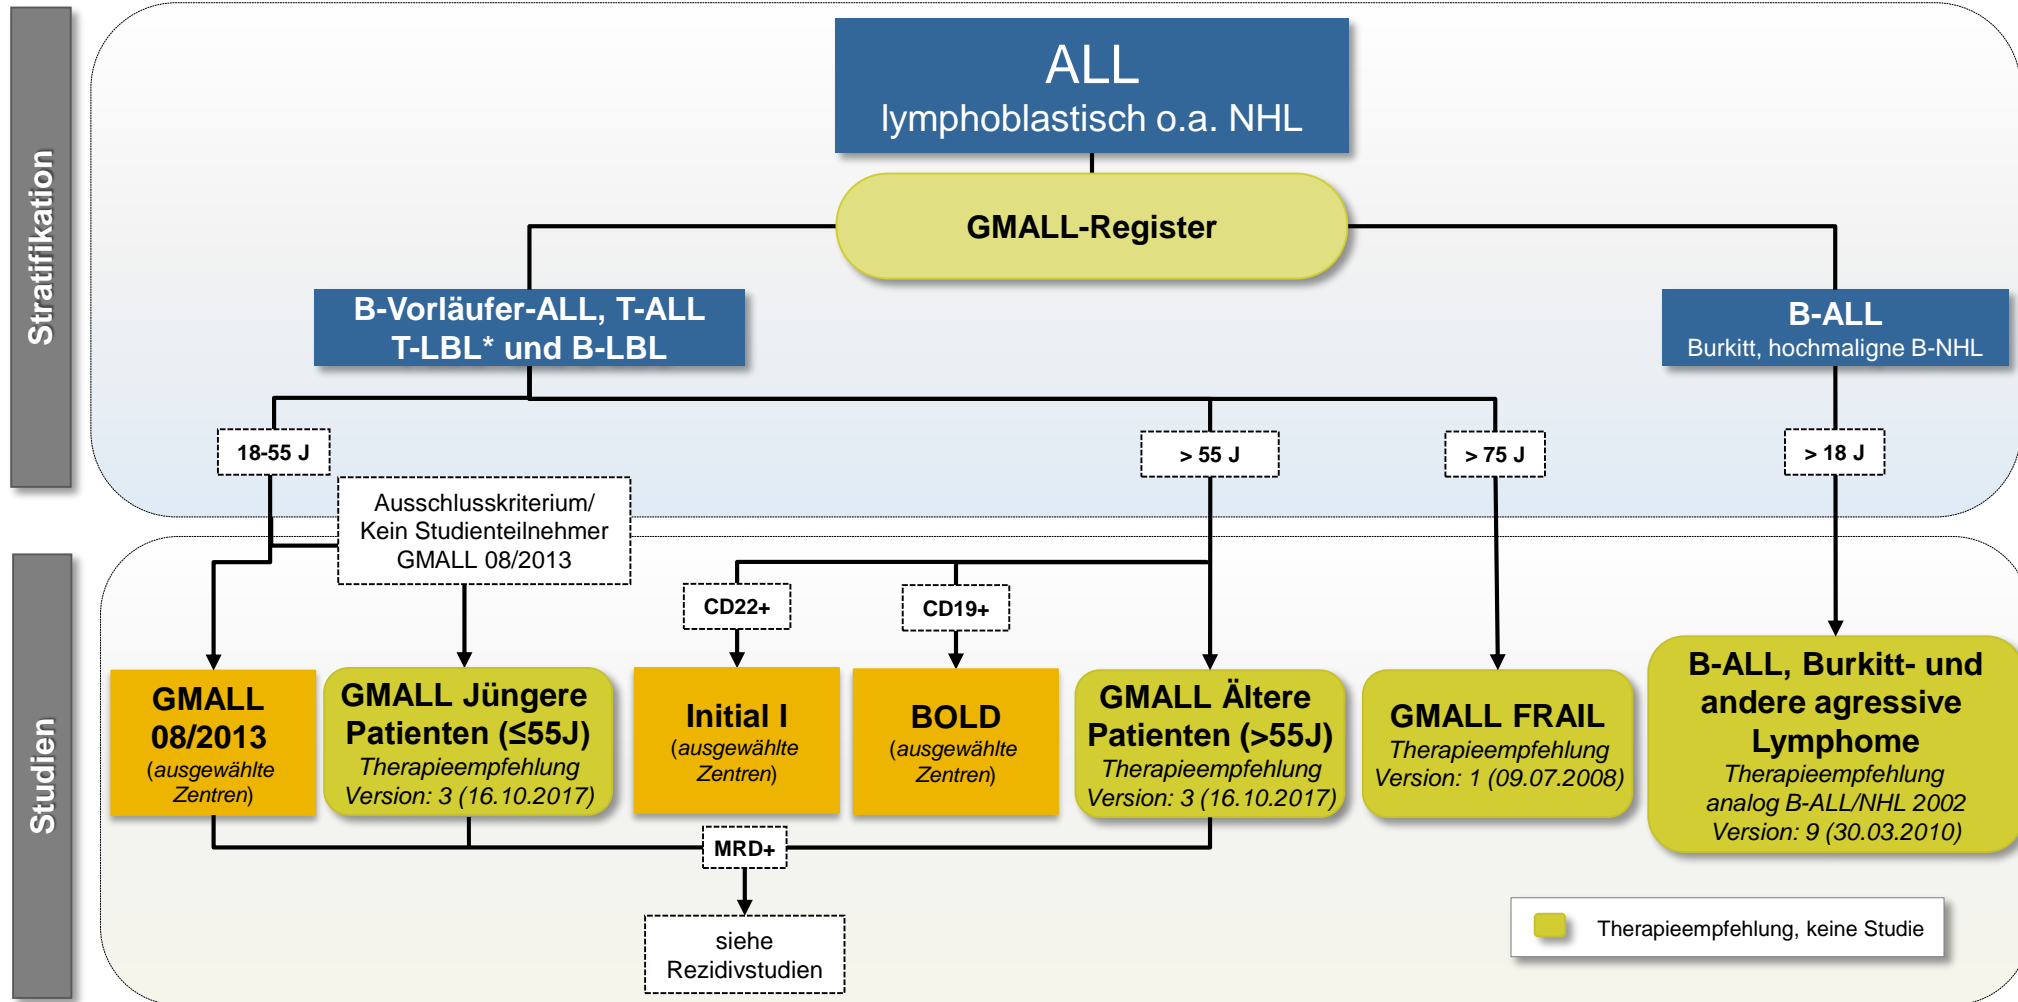 Stratifikation
ALL
lymphoblastisch o.a. NHL
GMALL-Register
B-Vorläufer-ALL, T-ALL
T-LBL* und B-LBL
B-ALL
Burkitt, hochmaligne B-NHL
18-55 J
> 55 J
> 75 J
> 18 J
Ausschlusskriterium/
Kein Studienteilnehmer
GMALL 08/2013
Studien
CD22+
CD19+
GMALL
08/2013
(ausgewählte
Zentren)
GMALL Jüngere
Patienten (≤55J)
Therapieempfehlung
Version: 3 (16.10.2017)
Initial I
(ausgewählte
Zentren)
BOLD
(ausgewählte
Zentren)
GMALL Ältere
Patienten (>55J)
Therapieempfehlung
Version: 3 (16.10.2017)
GMALL FRAIL
Therapieempfehlung
Version: 1 (09.07.2008)
B-ALL, Burkitt- und
andere agressive
Lymphome
Therapieempfehlung
analog B-ALL/NHL 2002
Version: 9 (30.03.2010)
MRD+
siehe
Rezidivstudien
Therapieempfehlung, keine Studie